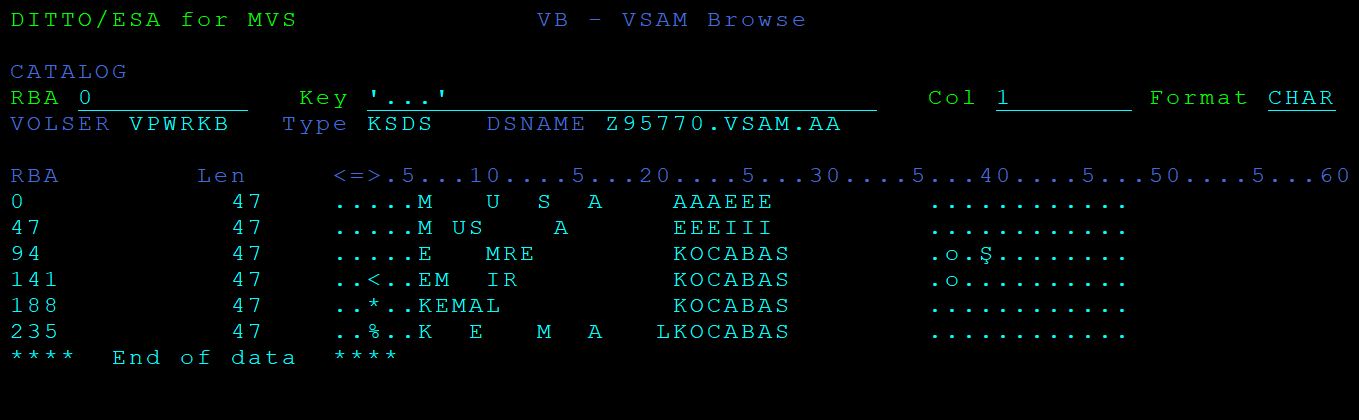 DITTO/ESA for MVS                            VB - VSAM Browse
CATALOG
RBA 0              Key '...'                             Col 1         Format CHAR
VOLSER VPWRKB   Type KSDS   DSNAME Z95770.VSAM.AA
RBA        Len     <=>.5...10....5...20....5...30....5...40....5...50....5...60
0            47    .....M   U  S  A    AAAEEE         ............
47           47    .....M US    A      EEEIII         ............
94           47    .....E   MRE        KOCABAS        .o.Ş........
141          47    ..<..EM  IR         KOCABAS        .o..........
188          47    ..*..KEMAL          KOCABAS        ............
235          47    ..%..K  E   M  A   LKOCABAS        ............
****  End of data  ****